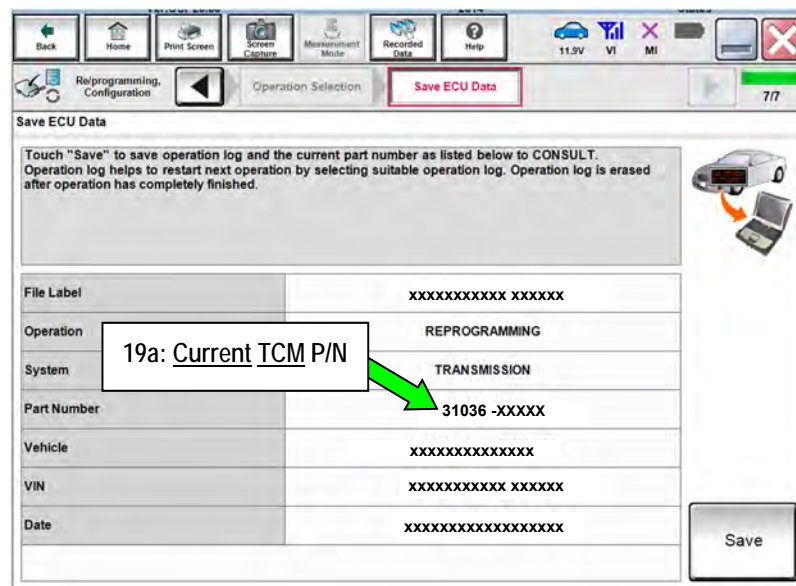 Back
Home
Print Screen
Screen
Capture
Measurement
Mode
Recorded
Data
2014
Help
11.9V
VI
MI
Re/programming,
Configuration
Operation Selection
Save ECU Data
7/7
Save ECU Data
Touch "Save" to save operation log and the current part number as listed below to CONSULT.
Operation log helps to restart next operation by selecting suitable operation log. Operation log is erased
after operation has completely finished.
File Label
xxxxxxxxxxx xxxxxx
Operation
REPROGRAMMING
19a: Current TCM P/N
System
TRANSMISSION
Part Number
31036 -XXXXX
Vehicle
xxxxxxxxxxxxxx
VIN
xxxxxxxxxxx xxxxxx
Date
xxxxxxxxxxxxxxxxxx
Save